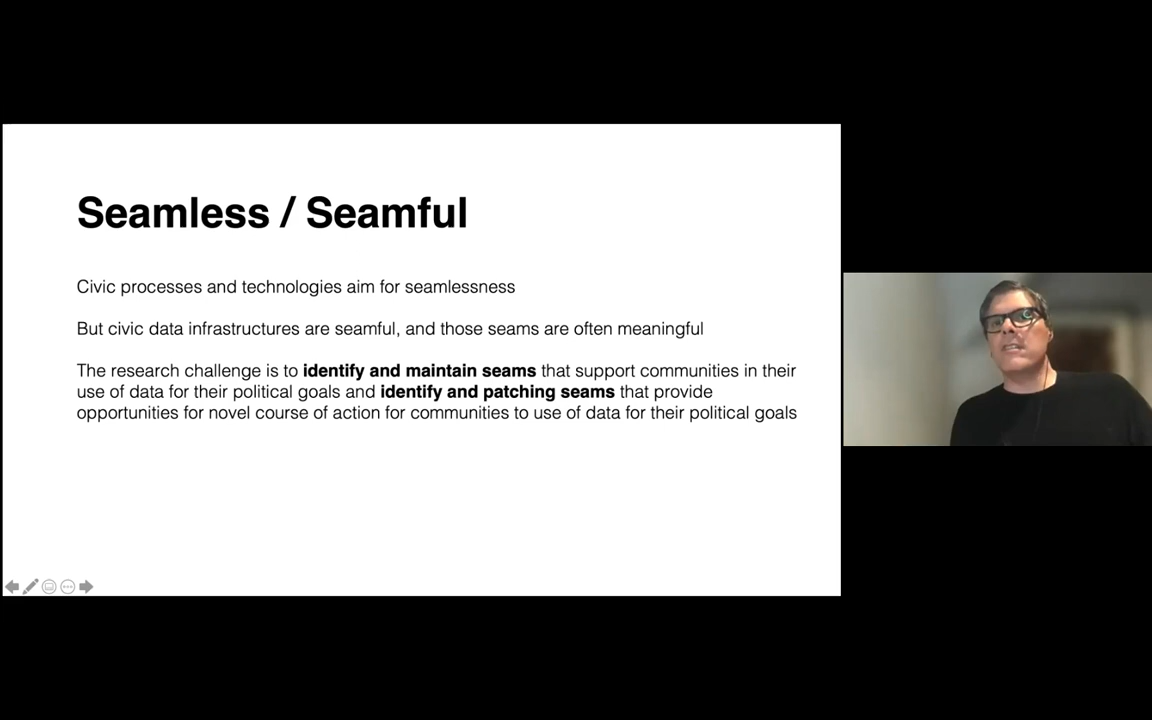 Seamless / Seamful
Civic processes and technologies aim for seamlessness
But civic data infrastructures are seamful, and those seams are often meaningful
The research challenge is to identify and maintain seams that support communities in their
use of data for their political goals and identify and patching seams that provide
opportunities for novel course of action for communities to use of data for their political goals